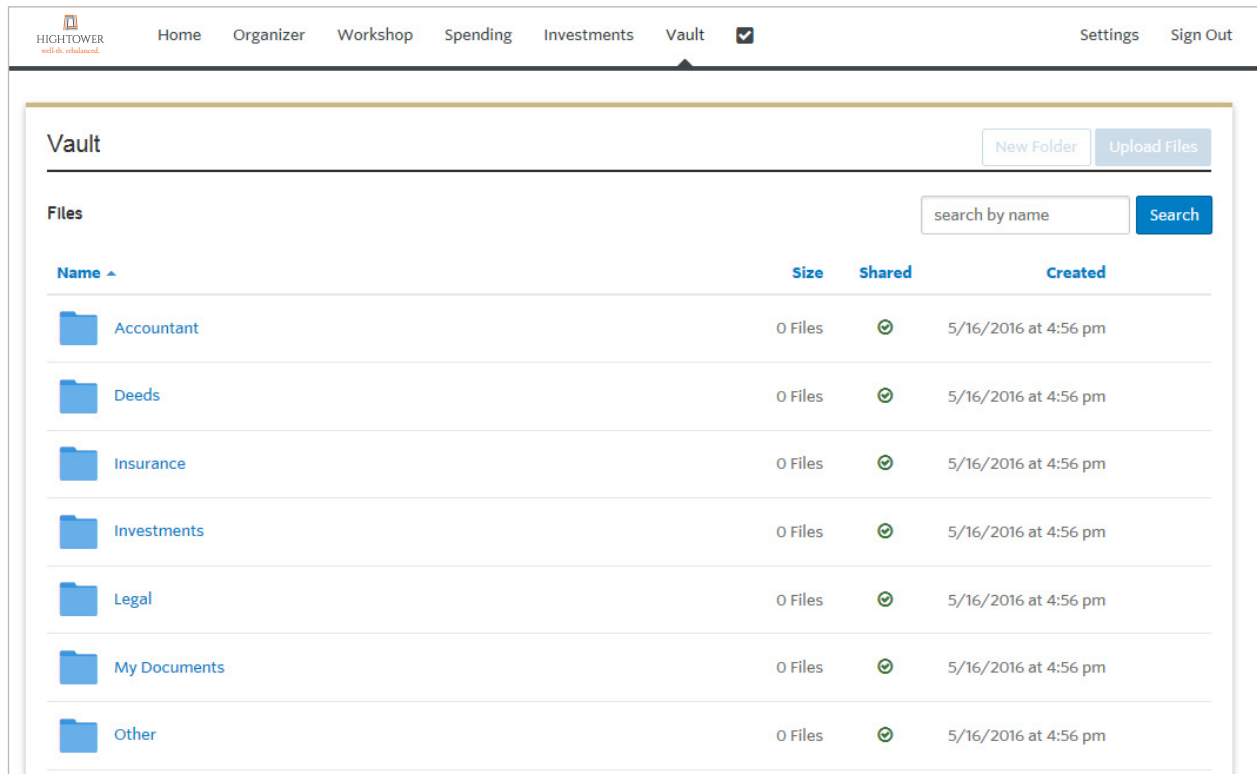 HIGHTOWER
well-th. rebalanced.
Home Organizer Workshop Spending Investments Vault Settings Sign Out
Vault New Folder Upload Files
Files search by name Search
Name Size Shared Created
Accountant 0 Files 5/16/2016 at 4:56 pm
Deeds 0 Files 5/16/2016 at 4:56 pm
Insurance 0 Files 5/16/2016 at 4:56 pm
Investments 0 Files 5/16/2016 at 4:56 pm
Legal 0 Files 5/16/2016 at 4:56 pm
My Documents 0 Files 5/16/2016 at 4:56 pm
Other 0 Files 5/16/2016 at 4:56 pm